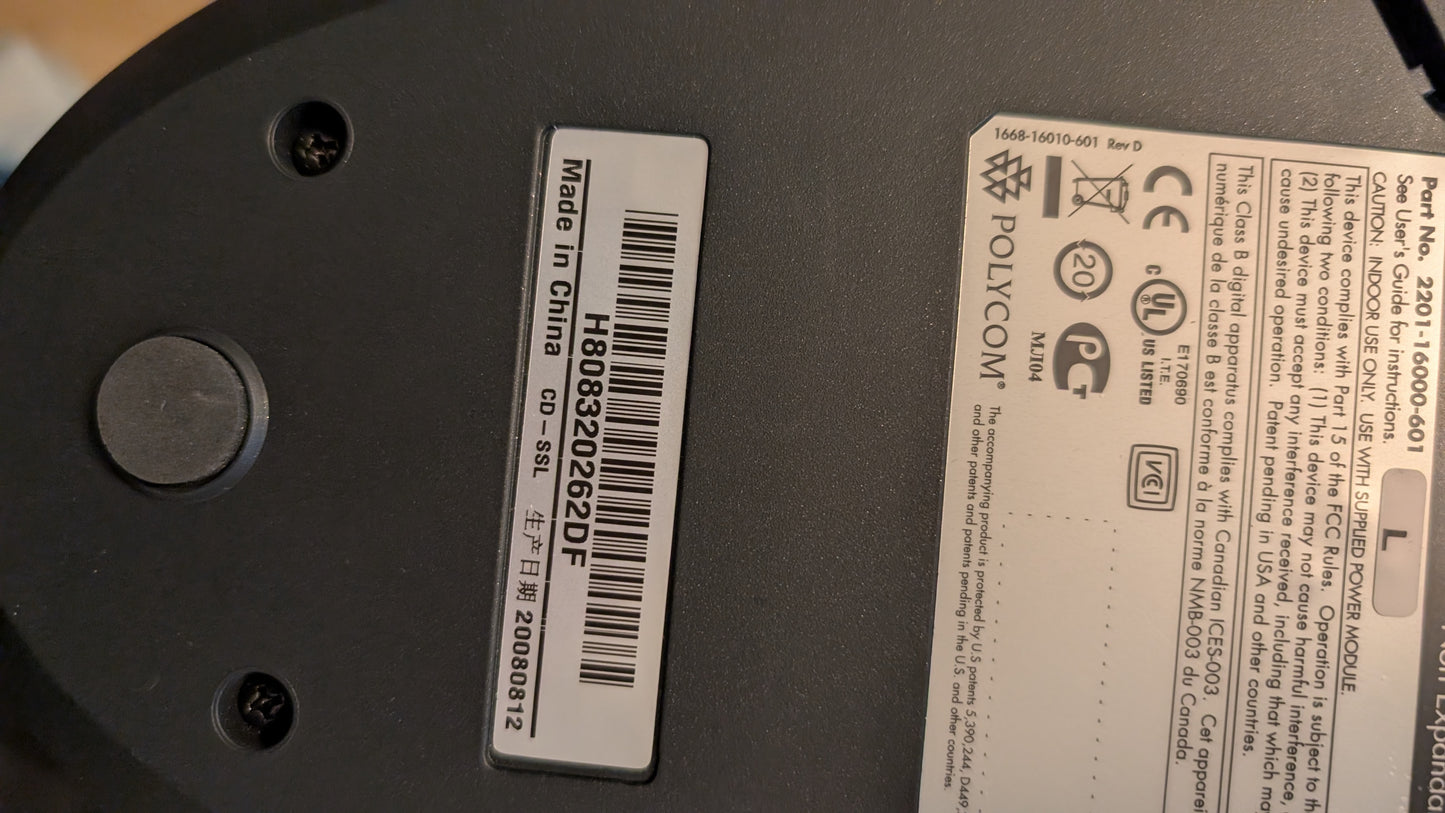 H808320262DF
Made in China CD-SSL 生产日期 20080812
Expanda
Part No. 2201-16000-601 L
See User's Guide for instructions.
CAUTION: INDOOR USE ONLY. USE WITH SUPPLIED POWER MODULE.
This device complies with Part 15 of the FCC Rules. Operation is subject to th
following two conditions: (1) This device may not cause harmful interference,
(2) This device must accept any interference received, including that which ma
cause undesired operation. Patent pending in USA and other countries.
This Class B digital apparatus complies with Canadian ICES-003. Cet apparei
numérique de la classe B est conforme à la norme NMB-003 du Canada.
CE C UL ® US LISTED E170690 I.T.E. VCI
20 PCT MJ104
POLYCOM®
The accompanying product is protected by U.S patents 5,390,244, D449,
and other patents and patents pending in the U.S. and other countries.
1668-16010-601 Rev D